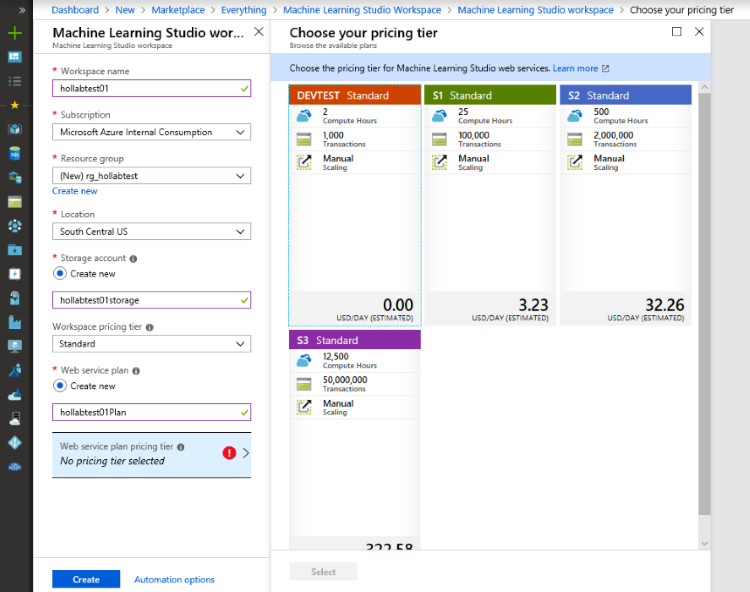 Dashboard > New > Marketplace > Everything > Machine Learning Studio Workspace > Machine Learning Studio workspace > Choose your pricing tier
Machine Learning Studio wor...
Machine Learning Studio workspace
* Workspace name
hollabtest01
* Subscription
Microsoft Azure Internal Consumption
* Resource group
(New) rg_hollabtest
Create new
* Location
South Central US
* Storage account
Create new
hollabtest01storage
Workspace pricing tier
Standard
* Web service plan
Create new
hollabtest01Plan
Web service plan pricing tier
No pricing tier selected
Create
Automation options
Choose your pricing tier
Browse the available plans
Choose the pricing tier for Machine Learning Studio web services. Learn more
DEVTEST Standard
2
Compute Hours
1,000
Transactions
Manual
Scaling
0.00
USD/DAY (ESTIMATED)
S1 Standard
25
Compute Hours
100,000
Transactions
Manual
Scaling
3.23
USD/DAY (ESTIMATED)
S2 Standard
500
Compute Hours
2,000,000
Transactions
Manual
Scaling
32.26
USD/DAY (ESTIMATED)
S3 Standard
12,500
Compute Hours
50,000,000
Transactions
Manual
Scaling
322.58
Select